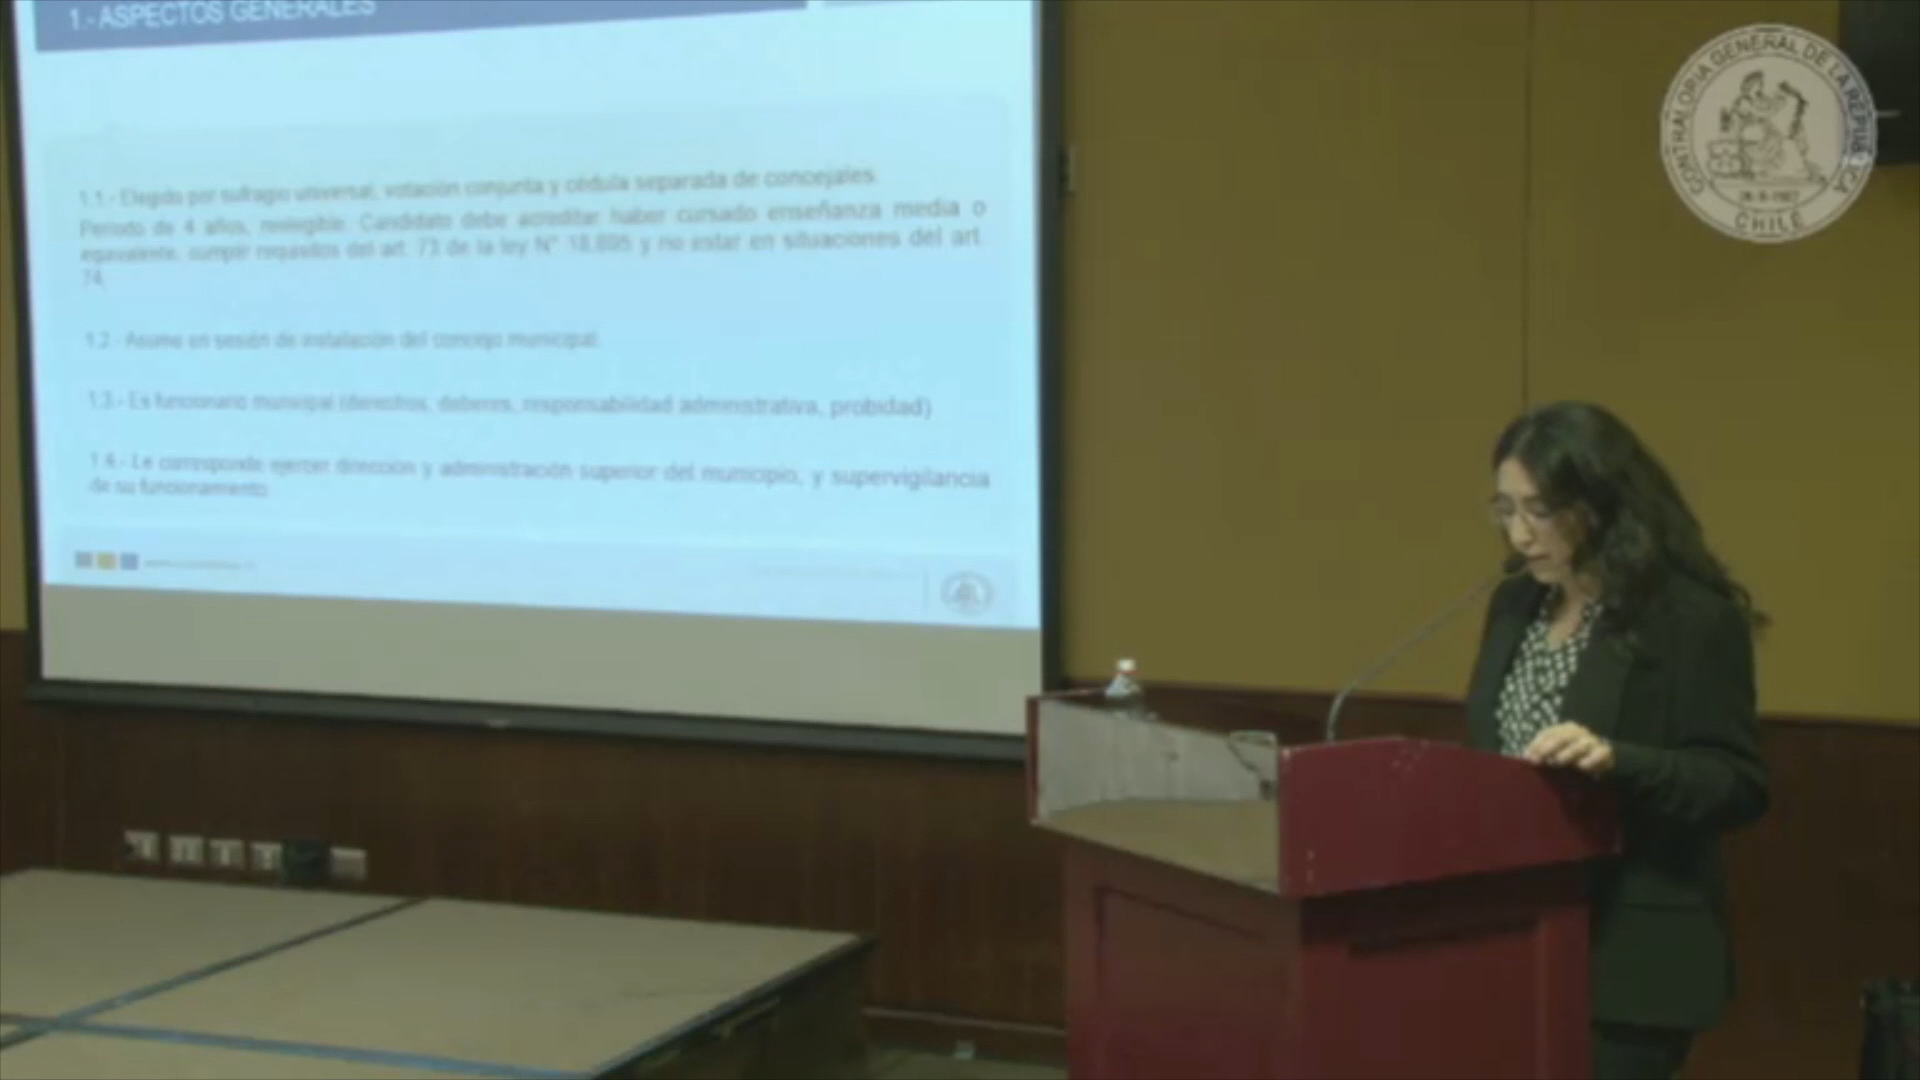 1.- ASPECTOS GENERALES
1.1.- Elegido por sufragio universal, votación conjunta y cédula separada de concejales.
Periodo de 4 años, reelegible. Candidato debe acreditar haber cursado enseñanza media o
equivalente, cumplir requisitos del art. 73 de la ley N° 18.695 y no estar en situaciones del art.
74.
1.2.- Asume en sesión de instalación del concejo municipal.
1.3.- Es funcionario municipal (derechos, deberes, responsabilidad administrativa, probidad)
1.4.- Le corresponde ejercer dirección y administración superior del municipio, y supervigilancia
de su funcionamiento
CONTRALORIA GENERAL DE LA REPUBLICA
CHILE